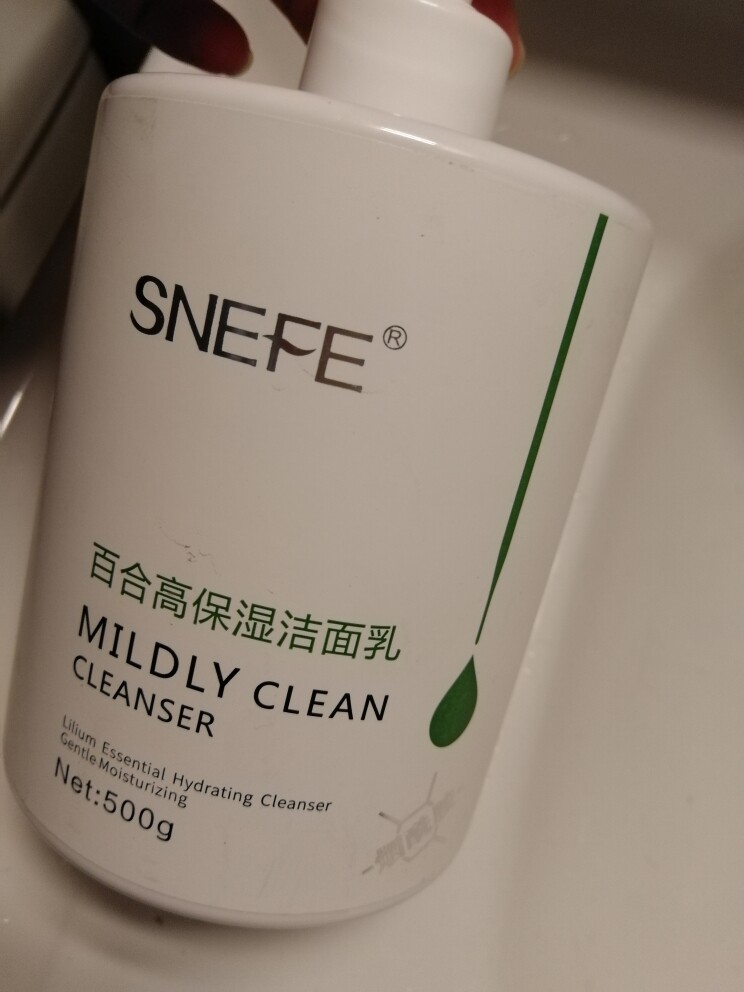 SNEFE®
百合高保湿洁面乳
MILDLY CLEAN
CLEANSER
Lilium Essential Hydrating Cleanser
Gentle Moisturizing
Net:500g